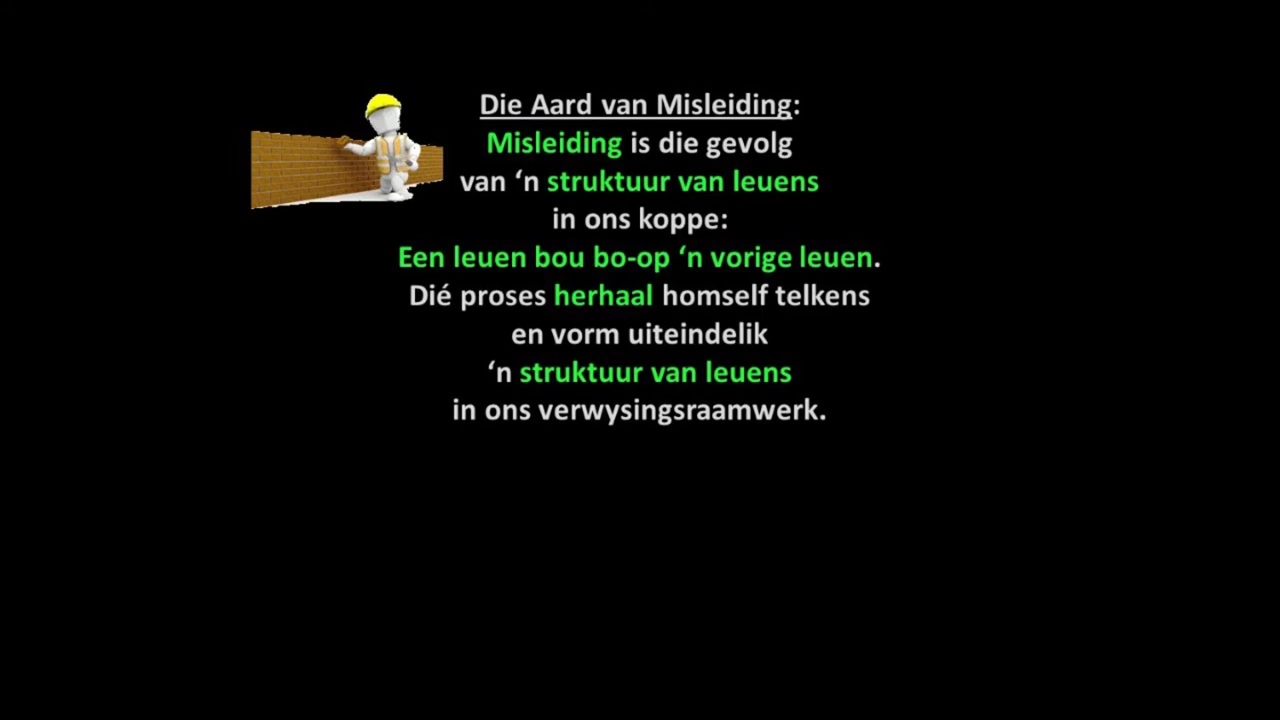 Die Aard van Misleiding:
Misleiding is die gevolg
van ‘n struktuur van leuens
in ons koppe:
Een leuen bou bo-op ‘n vorige leuen.
Dié proses herhaal homself telkens
en vorm uiteindelik
‘n struktuur van leuens
in ons verwysingsraamwerk.